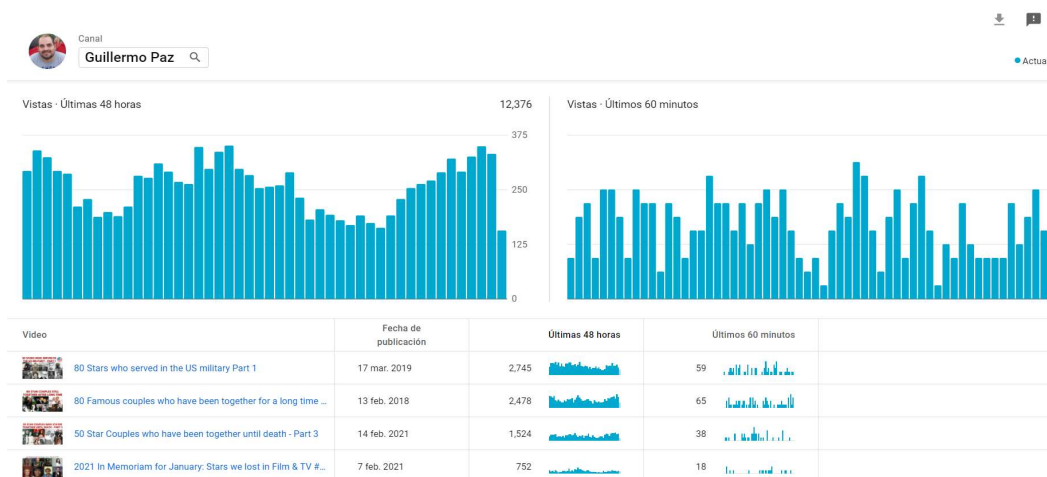 Canal
Guillermo Paz
Actua
Vistas · Últimas 48 horas
12,376
Vistas · Últimos 60 minutos
375
250
125
0
Video
Fecha de publicación
Últimas 48 horas
Últimos 60 minutos
80 Stars who served in the US military Part 1
17 mar. 2019
2,745
59
80 Famous couples who have been together for a long time ...
13 feb. 2018
2,478
65
50 Star Couples who have been together until death - Part 3
14 feb. 2021
1,524
38
2021 In Memoriam for January: Stars we lost in Film & TV #...
7 feb. 2021
752
18